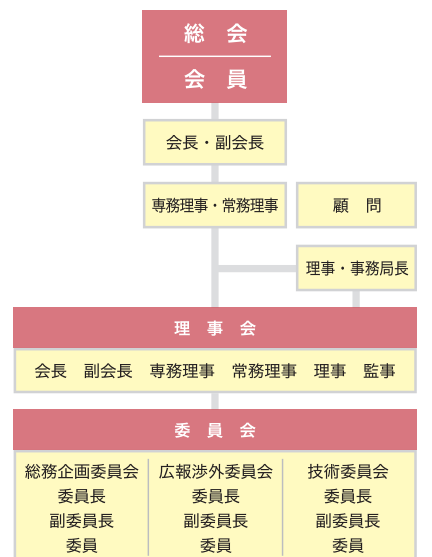 総　会
会　員
会長・副会長
専務理事・常務理事
顧　問
理事・事務局長
理　事　会
会長　副会長　専務理事　常務理事　理事　監事
委　員　会
総務企画委員会
委員長
副委員長
委員
広報渉外委員会
委員長
副委員長
委員
技術委員会
委員長
副委員長
委員